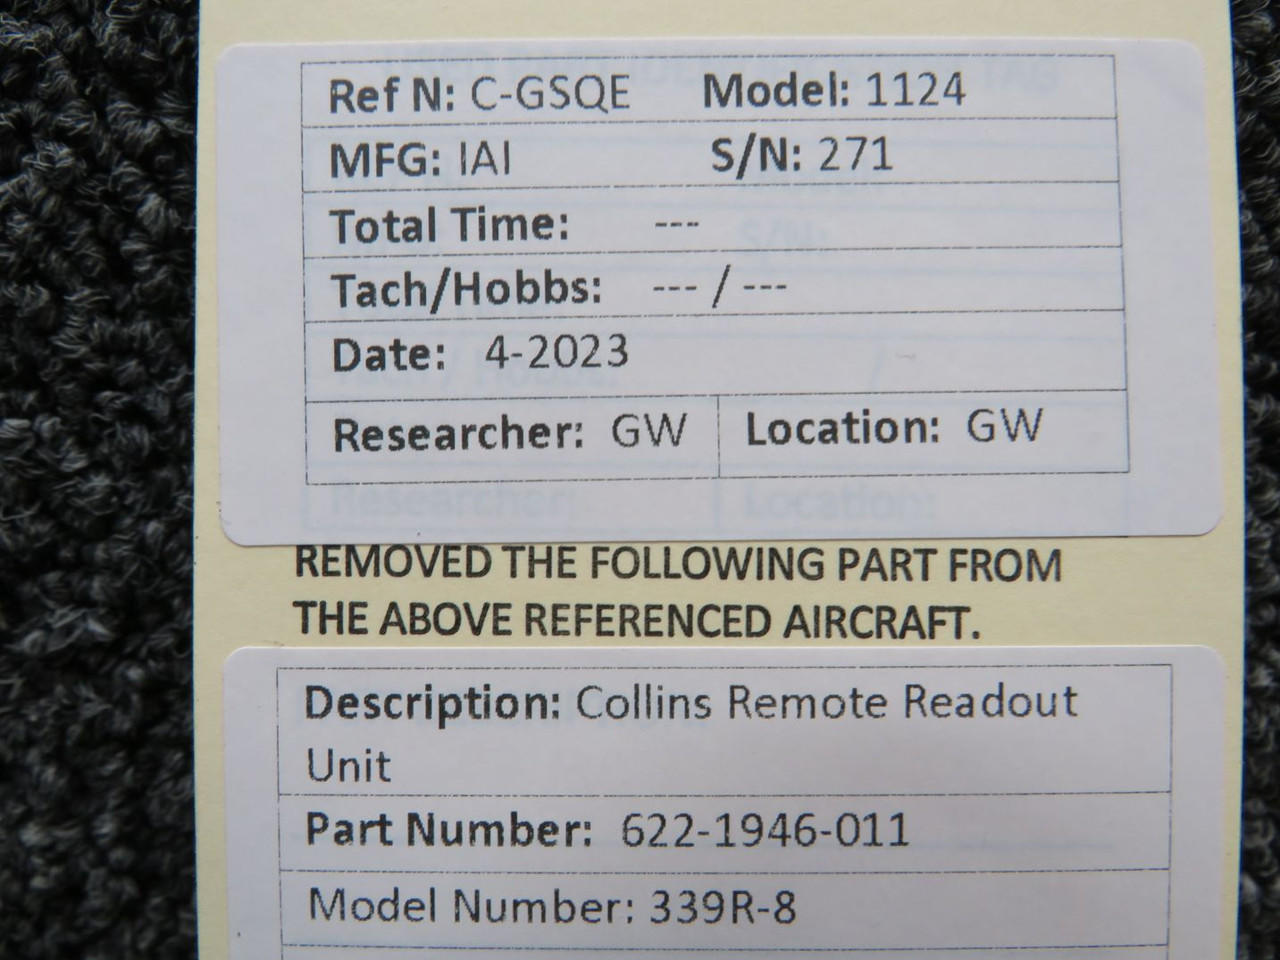 Ref N: C-GSQE Model: 1124
MFG: IAI S/N: 271
Total Time: ---
Tach/Hobbs: --- / ---
Date: 4-2023
Researcher: GW Location: GW
REMOVED THE FOLLOWING PART FROM
THE ABOVE REFERENCED AIRCRAFT.
Description: Collins Remote Readout
Unit
Part Number: 622-1946-011
Model Number: 339R-8